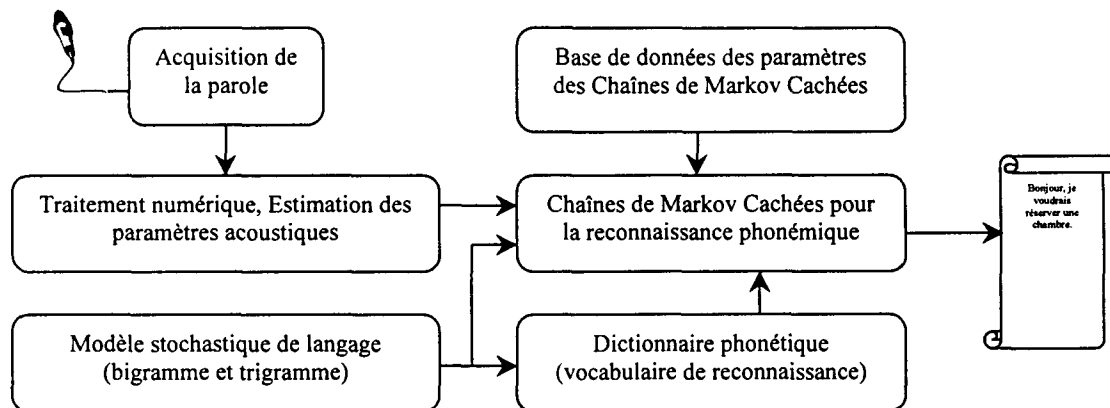 Acquisition de
la parole
Base de données des paramètres
des Chaînes de Markov Cachées
Traitement numérique, Estimation des
paramètres acoustiques
Chaînes de Markov Cachées pour
la reconnaissance phonémique
Bonjour, je
voudrais
réserver une
chambre.
Modèle stochastique de langage
(bigramme et trigramme)
Dictionnaire phonétique
(vocabulaire de reconnaissance)